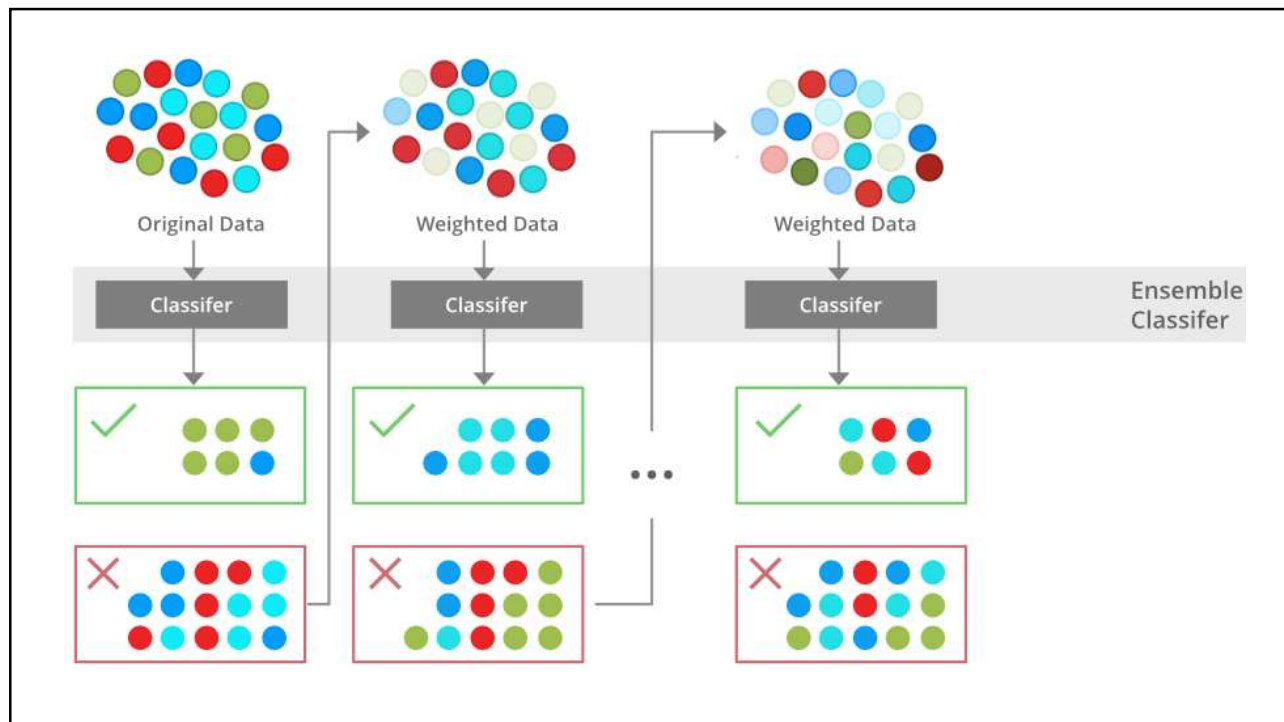 Original Data
Weighted Data
Weighted Data
Classifer
Classifer
Classifer
Ensemble
Classifer
...